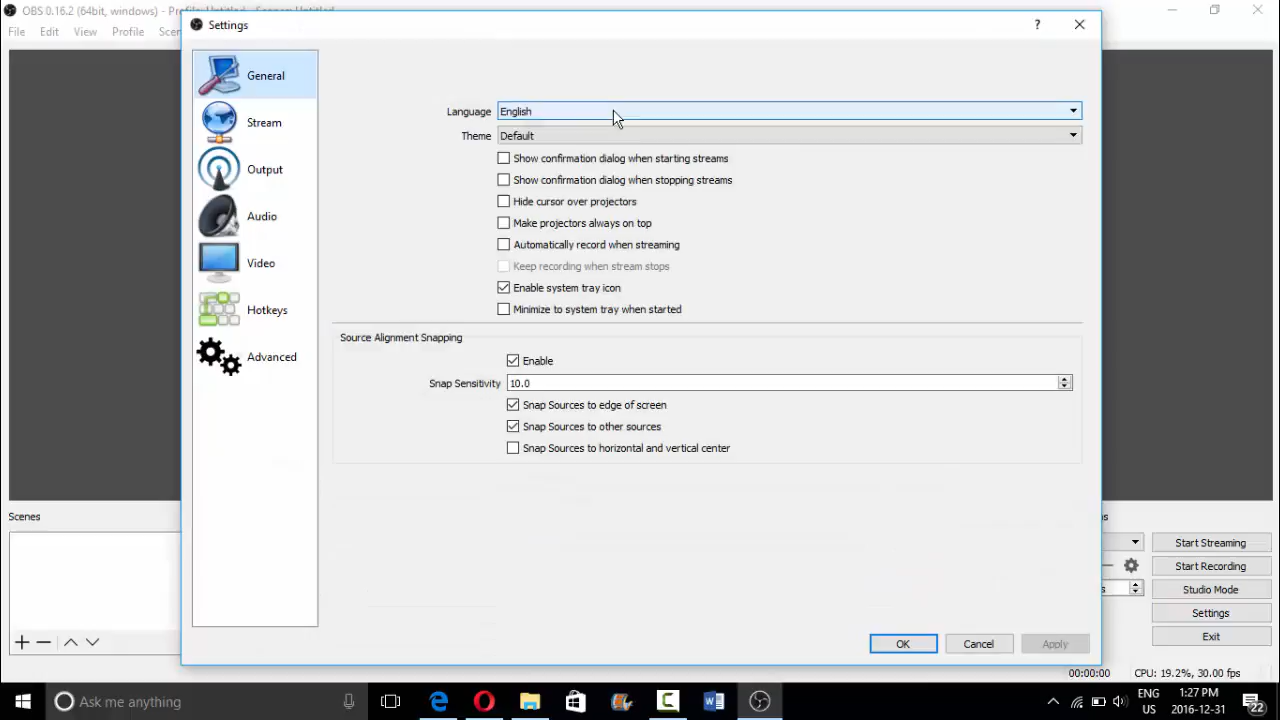 OBS 0.16.2 (64bit, windows) - Profile: Untitled - Scenes: Untitled
File Edit View Profile
Settings
?
General
Stream
Output
Audio
Video
Hotkeys
Advanced
Language English
Theme Default
Show confirmation dialog when starting streams
Show confirmation dialog when stopping streams
Hide cursor over projectors
Make projectors always on top
Automatically record when streaming
Keep recording when stream stops
Enable system tray icon
Minimize to system tray when started
Source Alignment Snapping
Enable
Snap Sensitivity 10.0
Snap Sources to edge of screen
Snap Sources to other sources
Snap Sources to horizontal and vertical center
OK Cancel Apply
Scenes
Start Streaming
Start Recording
Studio Mode
Settings
Exit
00:00:00 CPU: 19.2%, 30.00 fps
Ask me anything
ENG
US
1:27 PM
2016-12-31
22